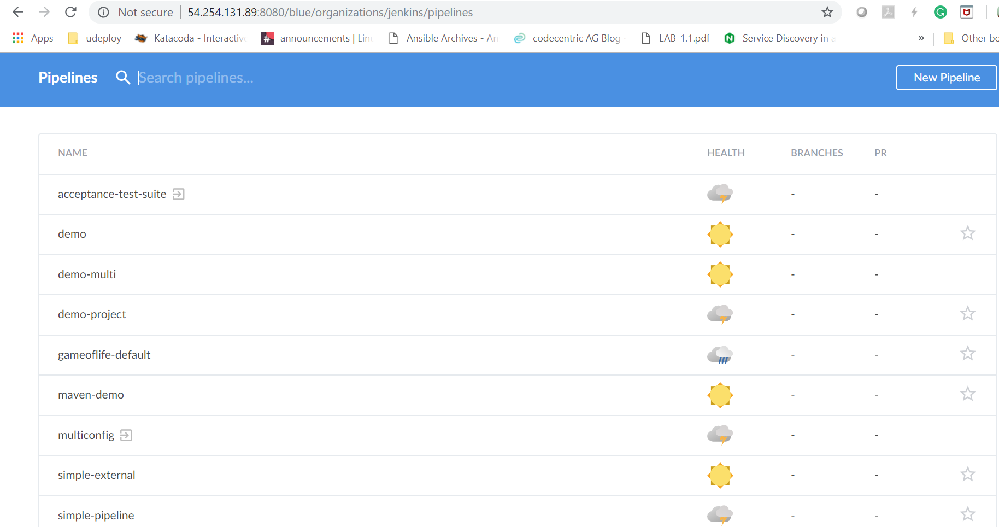 Not secure 54.254.131.89:8080/blue/organizations/jenkins/pipelines
Apps udeploy Katacoda - Interactive announcements | Linu Ansible Archives - An codecentric AG Blog LAB_1.1.pdf Service Discovery in a » Other bo
Pipelines Search pipelines... New Pipeline
NAME HEALTH BRANCHES PR
acceptance-test-suite - -
demo - -
demo-multi - -
demo-project - -
gameoflife-default - -
maven-demo - -
multiconfig - -
simple-external - -
simple-pipeline - -